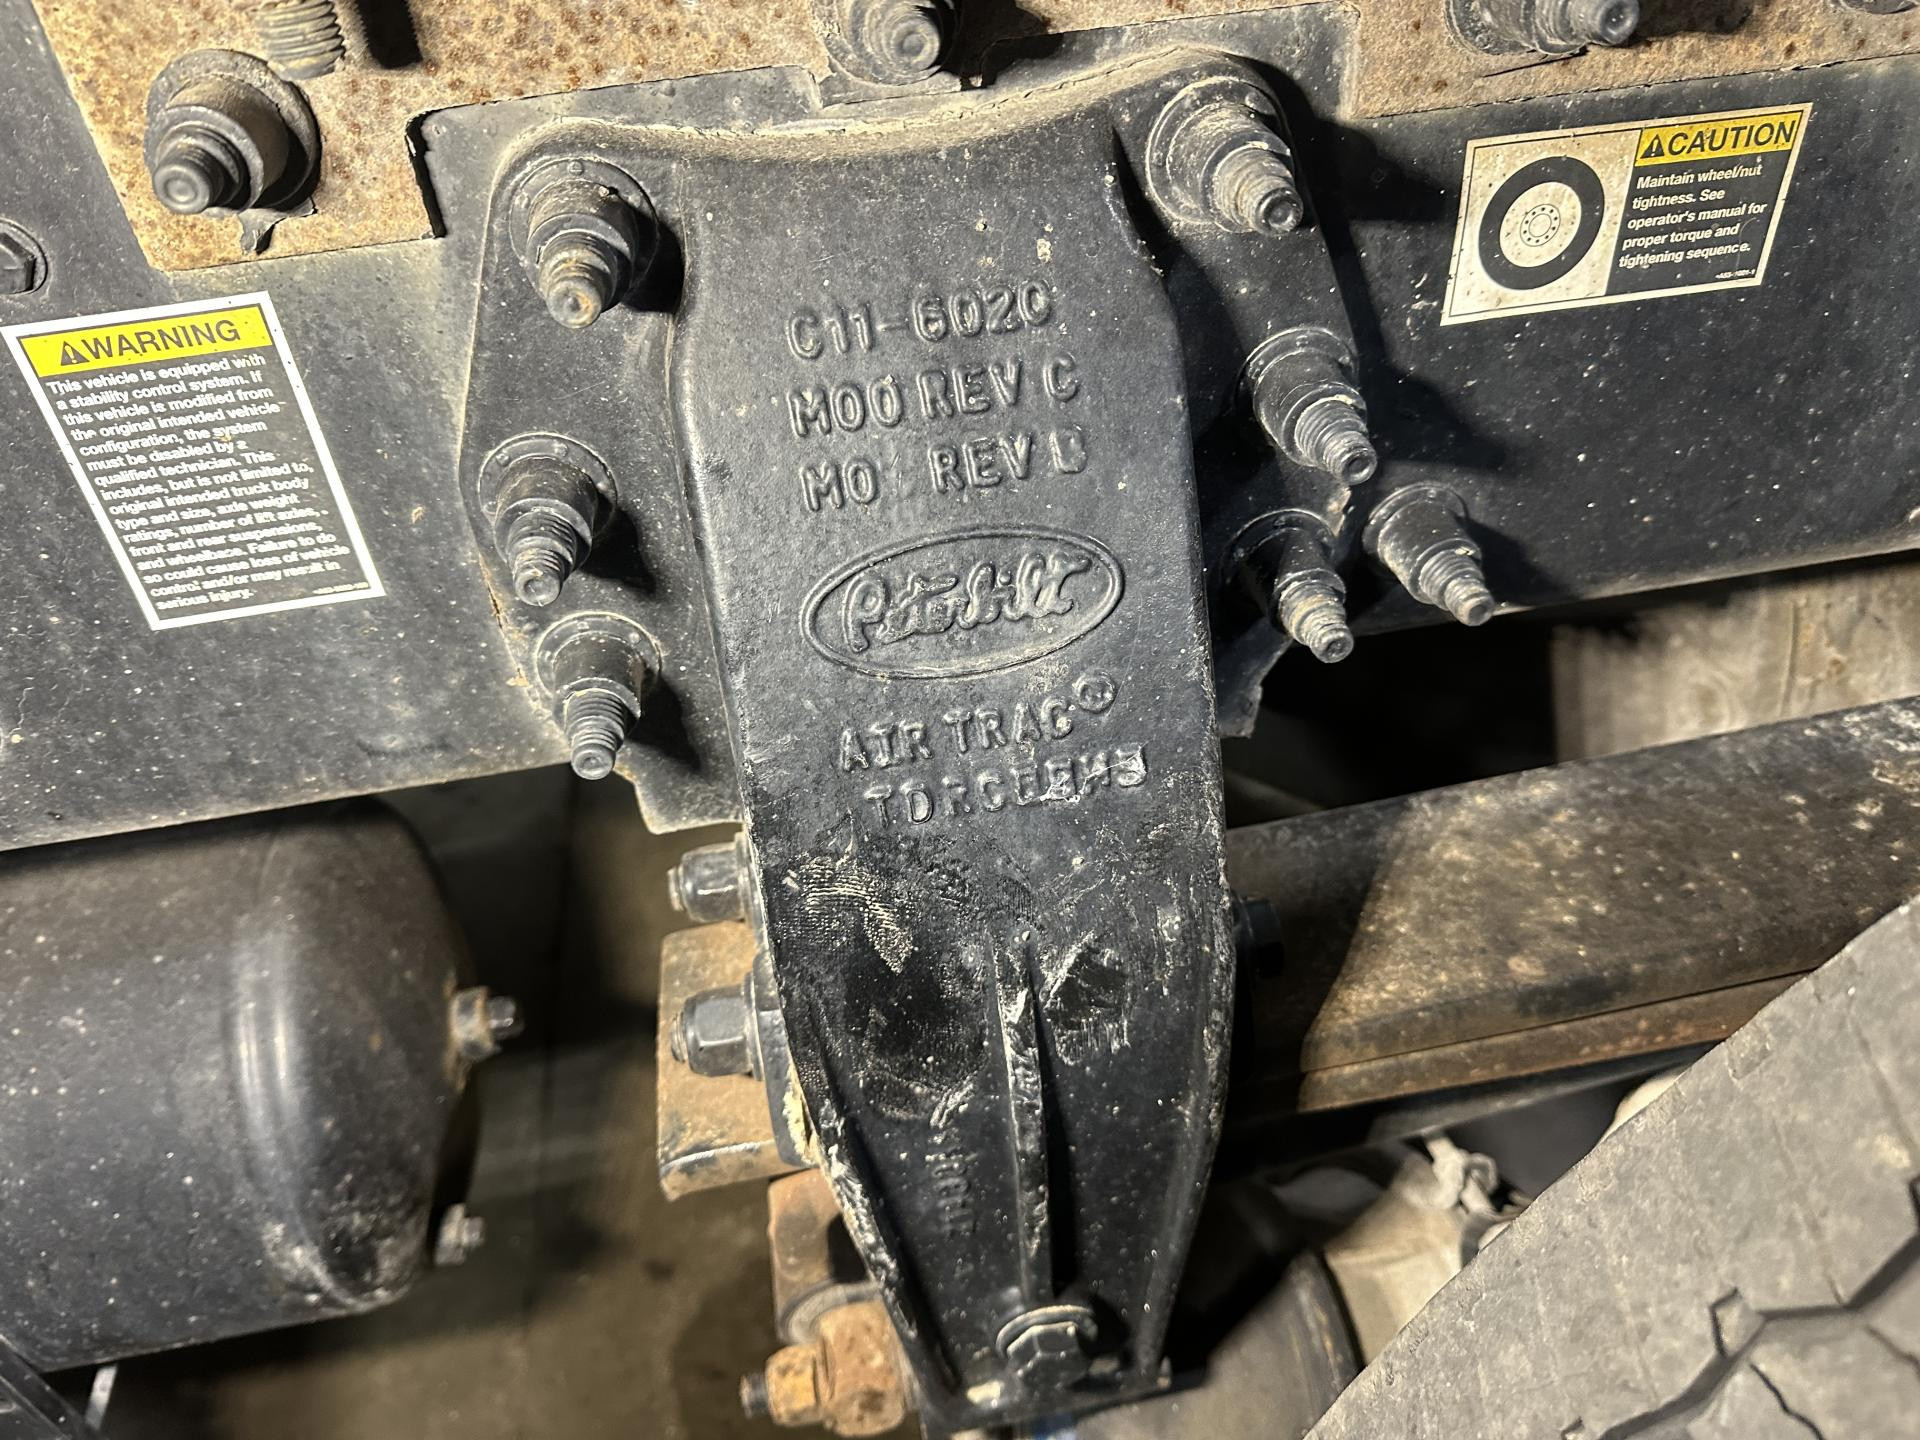 ⚠WARNING
This vehicle is equipped with
a stability control system. If
this vehicle is modified from
the original intended vehicle
configuration, the system
must be disabled by a
qualified technician. This
includes, but is not limited to,
original intended truck body
type and size, axle weight
ratings, number of lift axles,
front and rear suspensions,
and wheelbase. Failure to do
so could cause loss of vehicle
control and/or may result in
serious injury.
C11-6020
M00 REV C
M0 REV
Peterbilt
AIR TRAC®
⚠CAUTION
Maintain wheel/nut
tightness. See
operator's manual for
proper torque and
tightening sequence.